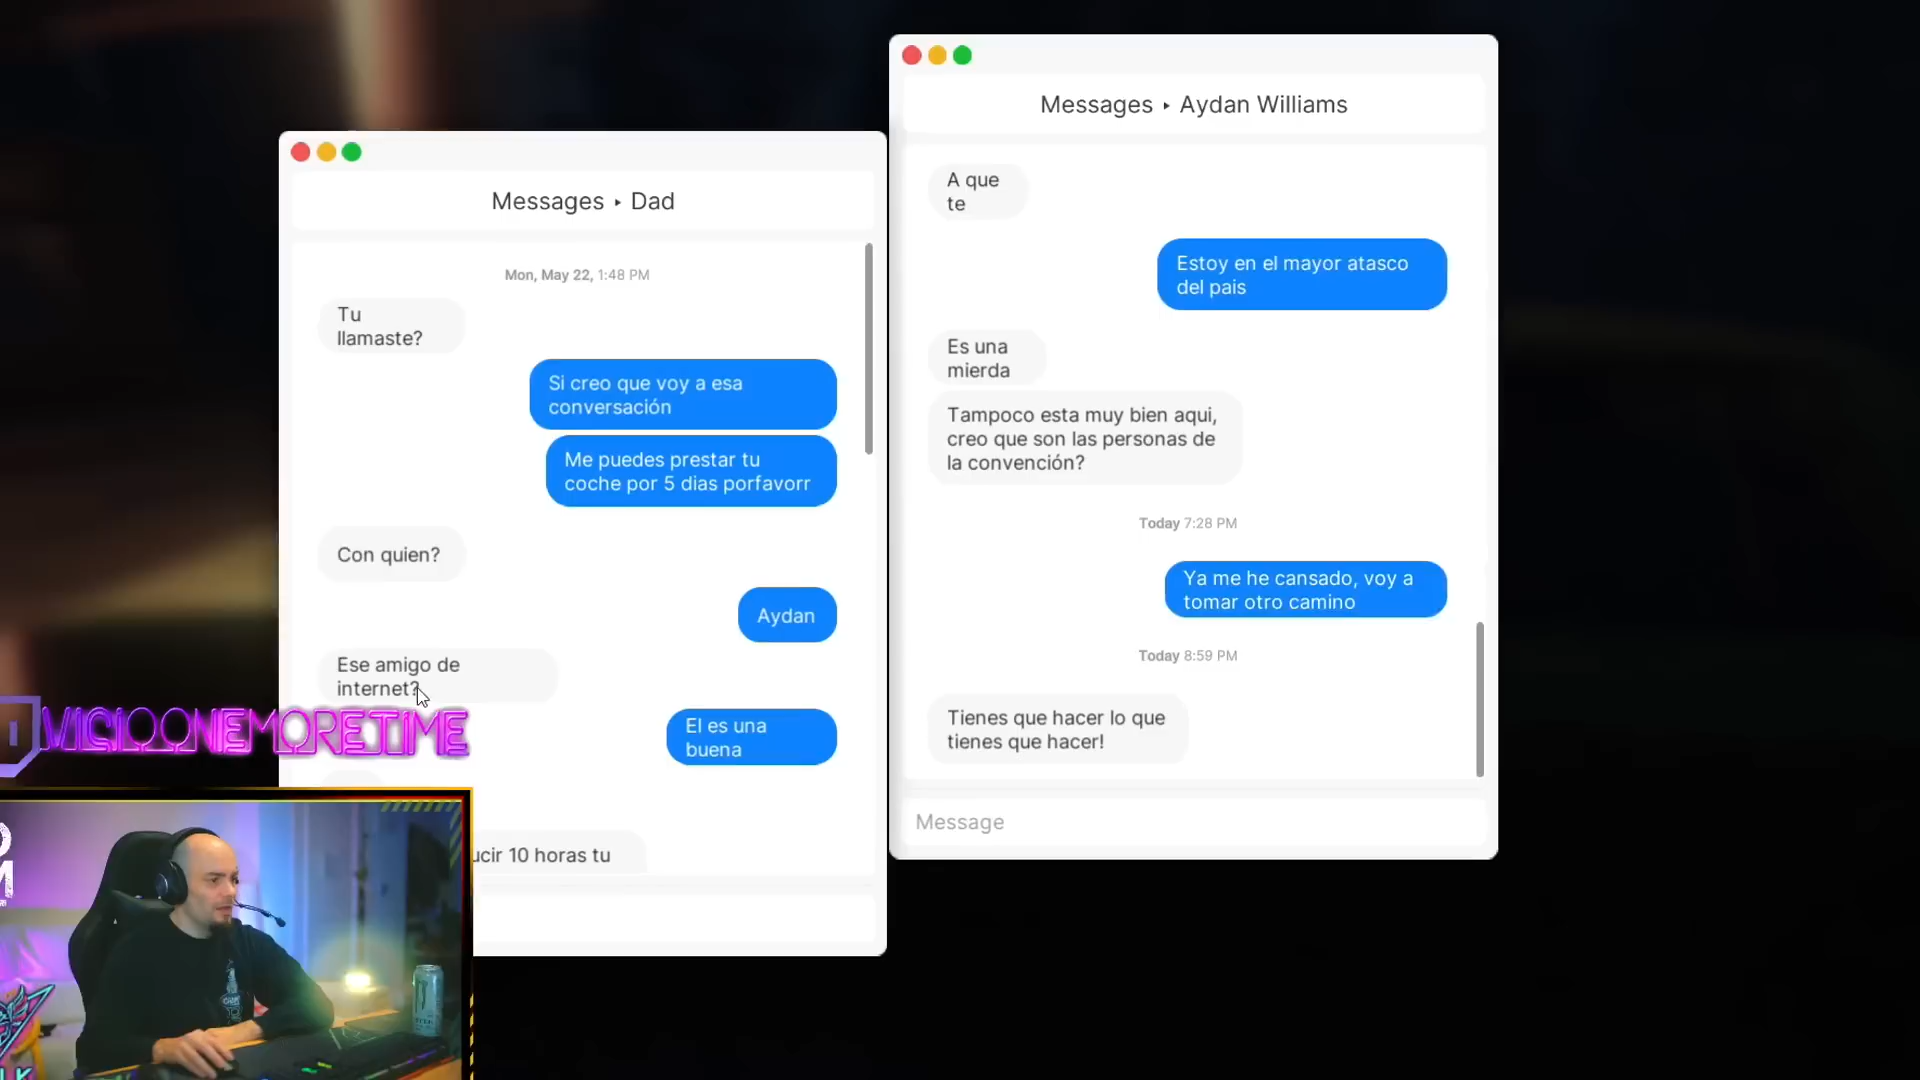 Messages ▸ Dad
Mon, May 22, 1:48 PM
Tu
llamaste?
Si creo que voy a esa
conversación
Me puedes prestar tu
coche por 5 dias porfavorr
Con quien?
Aydan
Ese amigo de
internet?
El es una
buena
ucir 10 horas tu
Messages ▸ Aydan Williams
A que
te
Estoy en el mayor atasco
del pais
Es una
mierda
Tampoco esta muy bien aqui,
creo que son las personas de
la convención?
Today 7:28 PM
Ya me he cansado, voy a
tomar otro camino
Today 8:59 PM
Tienes que hacer lo que
tienes que hacer!
Message
VICIOONEMORETIME